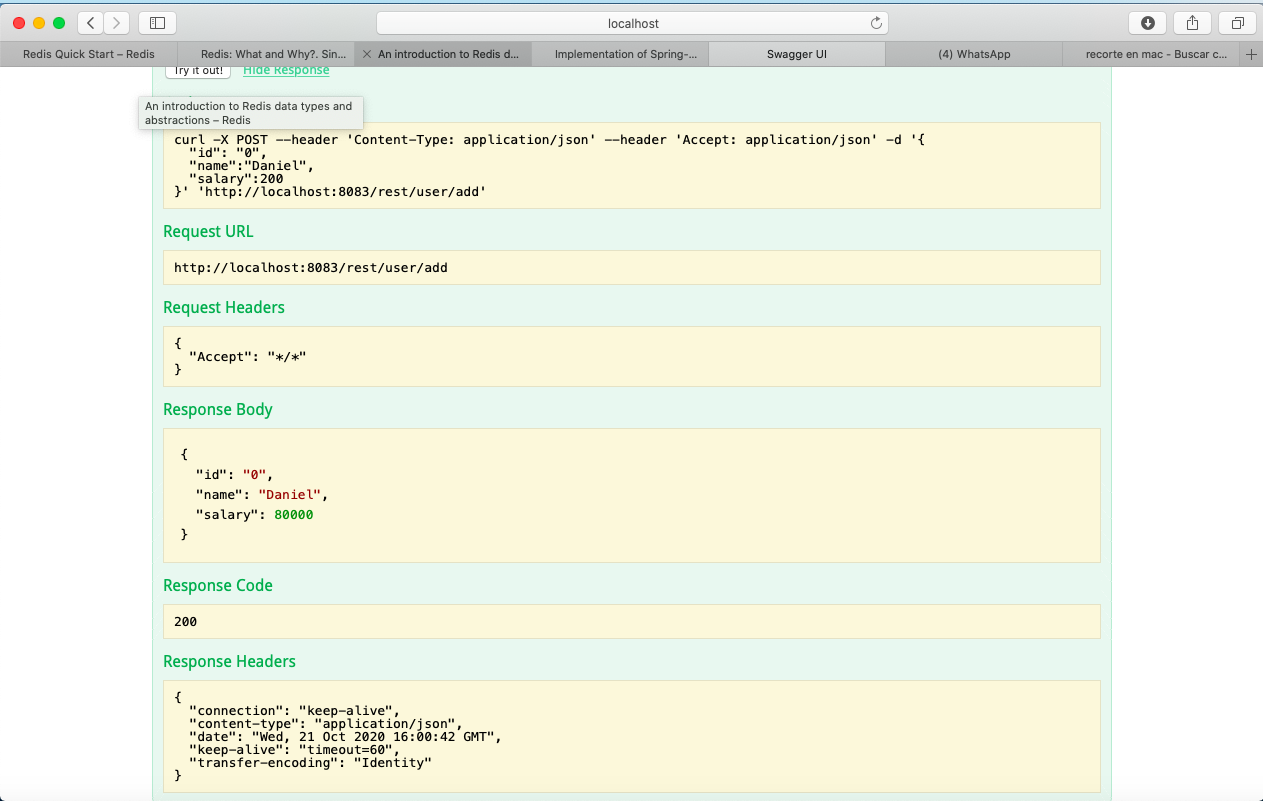 localhost
Redis Quick Start – Redis
Redis: What and Why?. Sin...
An introduction to Redis d...
Implementation of Spring-...
Swagger UI
(4) WhatsApp
recorte en mac - Buscar c...
Try it out!
Hide Response
An introduction to Redis data types and
abstractions – Redis
curl -X POST --header 'Content-Type: application/json' --header 'Accept: application/json' -d '{
"id": "0",
"name":"Daniel",
"salary":200
}' 'http://localhost:8083/rest/user/add'
Request URL
http://localhost:8083/rest/user/add
Request Headers
{
"Accept": "*/*"
}
Response Body
{
"id": "0",
"name": "Daniel",
"salary": 80000
}
Response Code
200
Response Headers
{
"connection": "keep-alive",
"content-type": "application/json",
"date": "Wed, 21 Oct 2020 16:00:42 GMT",
"keep-alive": "timeout=60",
"transfer-encoding": "Identity"
}